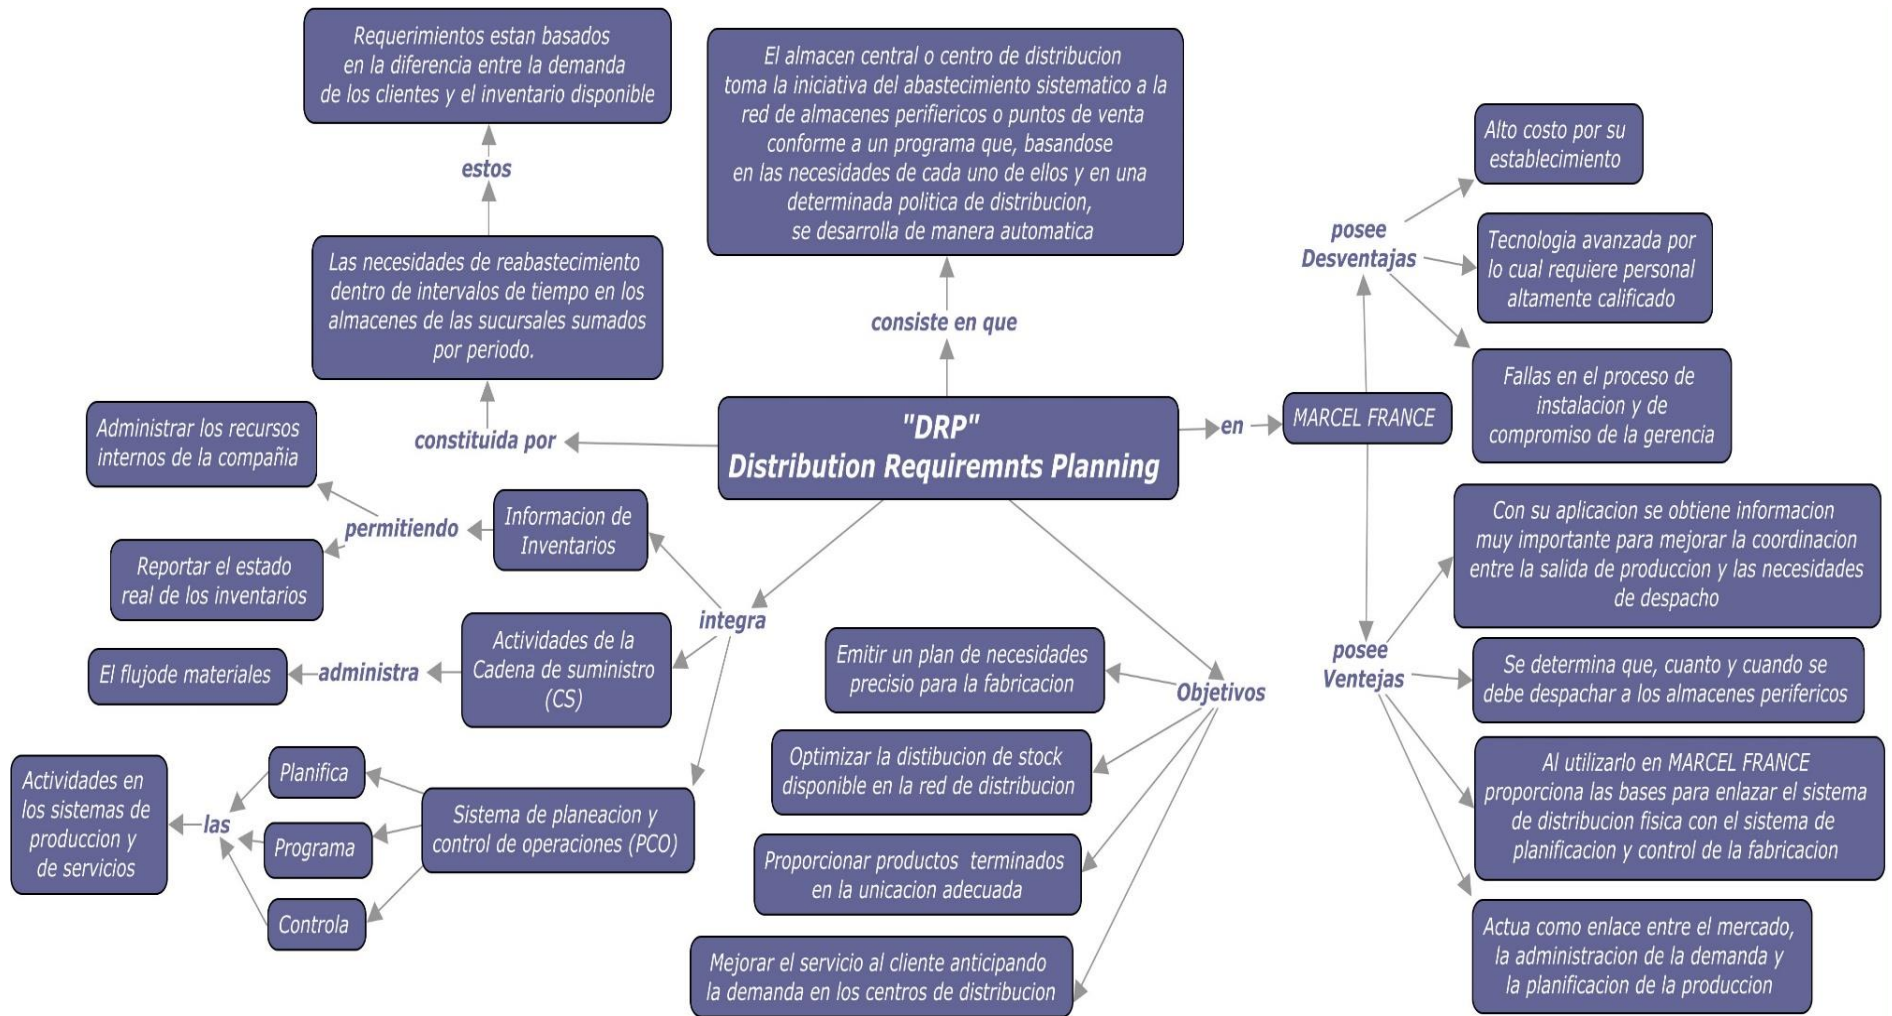 Requerimientos estan basados
en la diferencia entre la demanda
de los clientes y el inventario disponible
estos
Las necesidades de reabastecimiento
dentro de intervalos de tiempo en los
almacenes de las sucursales sumados
por periodo.
constituida por
El almacen central o centro de distribucion
toma la iniciativa del abastecimiento sistematico a la
red de almacenes perifiericos o puntos de venta
conforme a un programa que, basandose
en las necesidades de cada uno de ellos y en una
determinada politica de distribucion,
se desarrolla de manera automatica
consiste en que
"DRP"
Distribution Requiremnts Planning
en
MARCEL FRANCE
posee
Desventajas
Alto costo por su
establecimiento
Tecnologia avanzada por
lo cual requiere personal
altamente calificado
Fallas en el proceso de
instalacion y de
compromiso de la gerencia
posee
Ventejas
Con su aplicacion se obtiene informacion
muy importante para mejorar la coordinacion
entre la salida de produccion y las necesidades
de despacho
Se determina que, cuanto y cuando se
debe despachar a los almacenes perifericos
Al utilizarlo en MARCEL FRANCE
proporciona las bases para enlazar el sistema
de distribucion fisica con el sistema de
planificacion y control de la fabricacion
Actua como enlace entre el mercado,
la administracion de la demanda y
la planificacion de la produccion
integra
Informacion de
Inventarios
permitiendo
Administrar los recursos
internos de la compañia
Reportar el estado
real de los inventarios
Actividades de la
Cadena de suministro
(CS)
administra
El flujode materiales
Sistema de planeacion y
control de operaciones (PCO)
Planifica
Programa
Controla
las
Actividades en
los sistemas de
produccion y
de servicios
Objetivos
Emitir un plan de necesidades
precisio para la fabricacion
Optimizar la distibucion de stock
disponible en la red de distribucion
Proporcionar productos terminados
en la unicacion adecuada
Mejorar el servicio al cliente anticipando
la demanda en los centros de distribucion